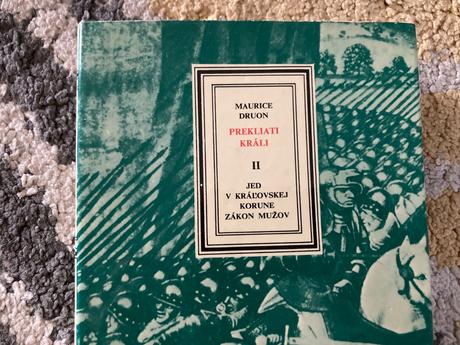 MAURICE
DRUON
PREKLIATI
KRÁLI
II
JED
V KRÁĽOVSKEJ
KORUNE
ZÁKON MUŽOV